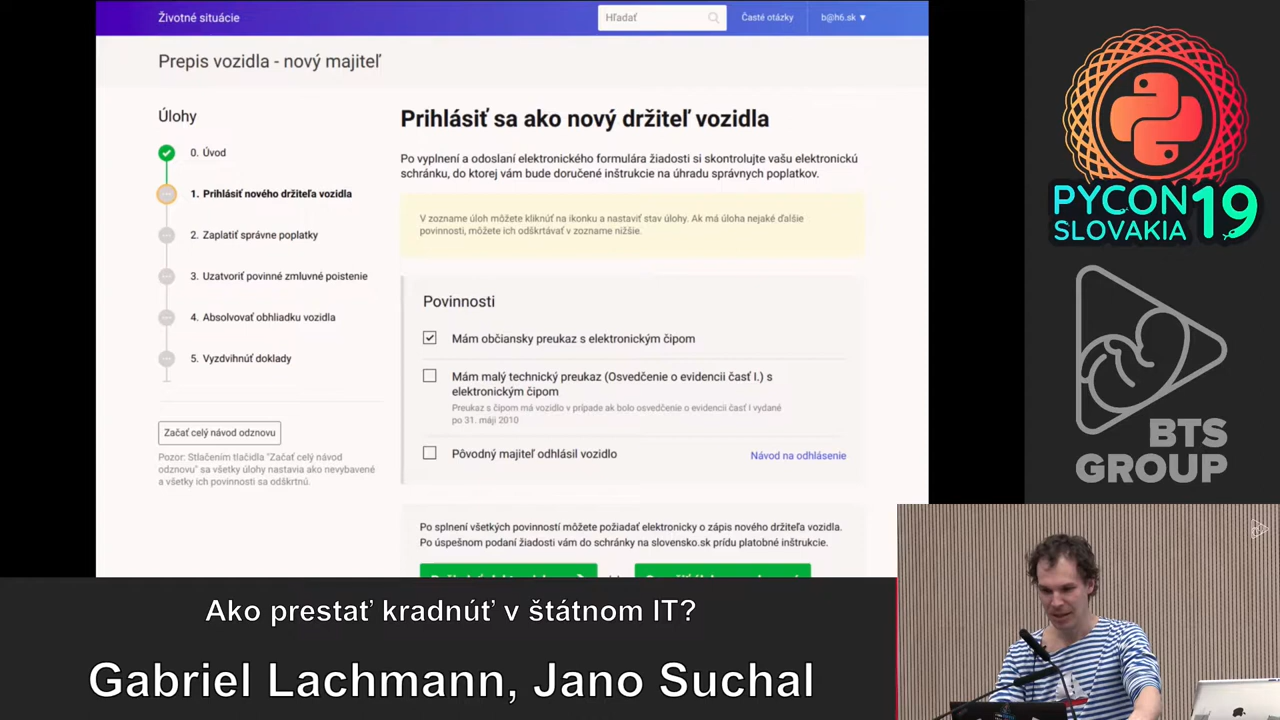 Životné situácie
Hľadať
Časté otázky
b@h6.sk ▼
Prepis vozidla - nový majiteľ
Úlohy
0. Úvod
1. Prihlásiť nového držiteľa vozidla
2. Zaplatiť správne poplatky
3. Uzatvoriť povinné zmluvné poistenie
4. Absolvovať obhliadku vozidla
5. Vyzdvihnúť doklady
Začať celý návod odznovu
Pozor: Stlačením tlačidla "Začať celý návod
odznovu" sa všetky úlohy nastavia ako nevybavené
a všetky ich povinnosti sa odškrtnú.
Prihlásiť sa ako nový držiteľ vozidla
Po vyplnení a odoslaní elektronického formulára žiadosti si skontrolujte vašu elektronickú
schránku, do ktorej vám bude doručené inštrukcie na úhradu správnych poplatkov.
V zozname úloh môžete kliknúť na ikonku a nastaviť stav úlohy. Ak má úloha nejaké ďalšie
povinnosti, môžete ich odškrtávať v zozname nižšie.
Povinnosti
Mám občiansky preukaz s elektronickým čipom
Mám malý technický preukaz (Osvedčenie o evidencii časť I.) s
elektronickým čipom
Preukaz s čipom má vozidlo v prípade ak bolo osvedčenie o evidencii časť I vydané
po 31. máji 2010
Pôvodný majiteľ odhlásil vozidlo
Návod na odhlásenie
Po splnení všetkých povinností môžete požiadať elektronicky o zápis nového držiteľa vozidla.
Po úspešnom podaní žiadosti vám do schránky na slovensko.sk prídu platobné inštrukcie.
PYCON
SLOVAKIA
19
BTS
GROUP
Ako prestať kradnúť v štátnom IT?
Gabriel Lachmann, Jano Suchal